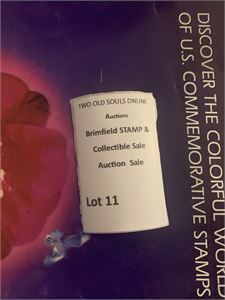 TWO OLD SOULS ONLINE
Auctions
Brimfield STAMP &
Collectible Sale
Auction Sale
Lot 11
DISCOVER THE COLORFUL WORLD
OF U.S. COMMEMORATIVE STAMPS